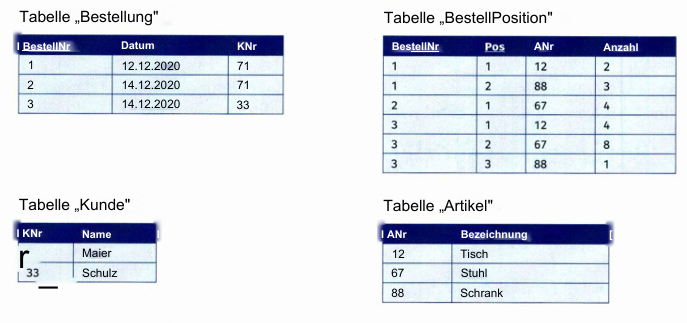 Tabelle „Bestellung"
BestellNr Datum KNr
1 12.12.2020 71
2 14.12.2020 71
3 14.12.2020 33
Tabelle „BestellPosition"
BestellNr Pos ANr Anzahl
1 1 12 2
1 2 88 3
2 1 67 4
3 1 12 4
3 2 67 8
3 3 88 1
Tabelle „Kunde"
KNr Name
Maier
33 Schulz
Tabelle „Artikel"
ANr Bezeichnung
12 Tisch
67 Stuhl
88 Schrank